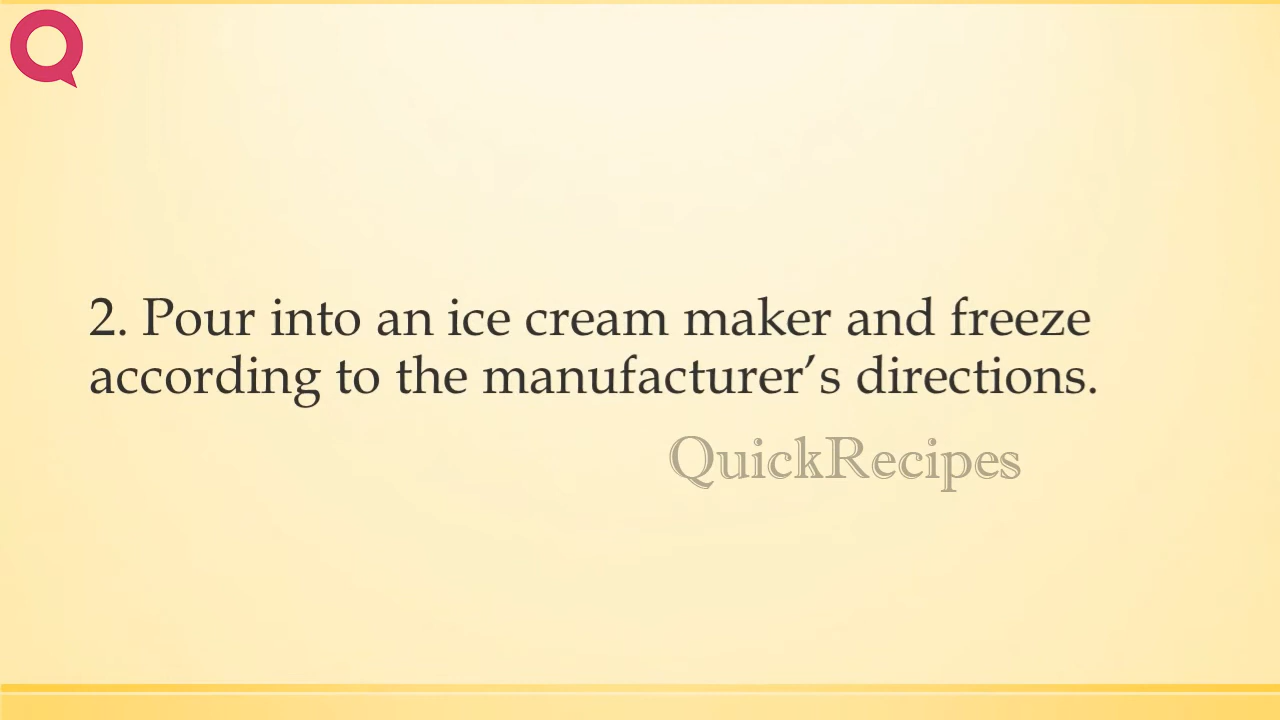 2. Pour into an ice cream maker and freeze
according to the manufacturer’s directions.
QuickRecipes